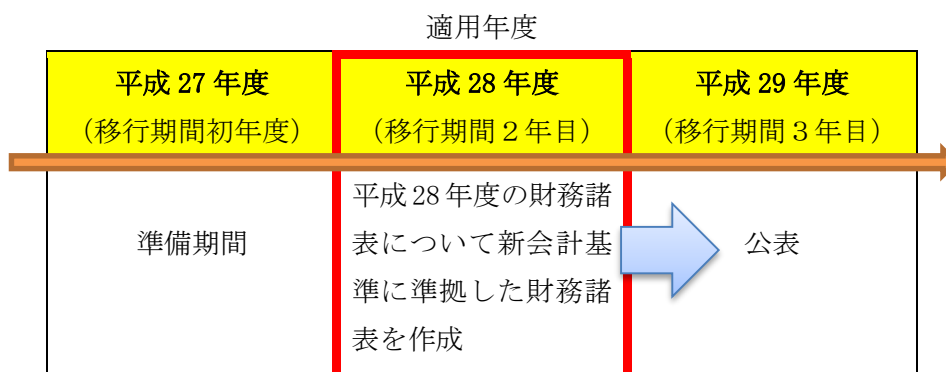 適用年度
平成 27 年度
(移行期間初年度)
平成 28 年度
(移行期間２年目)
平成 29 年度
(移行期間３年目)
準備期間
平成 28 年度の財務諸
表について新会計基
準に準拠した財務諸
表を作成
公表